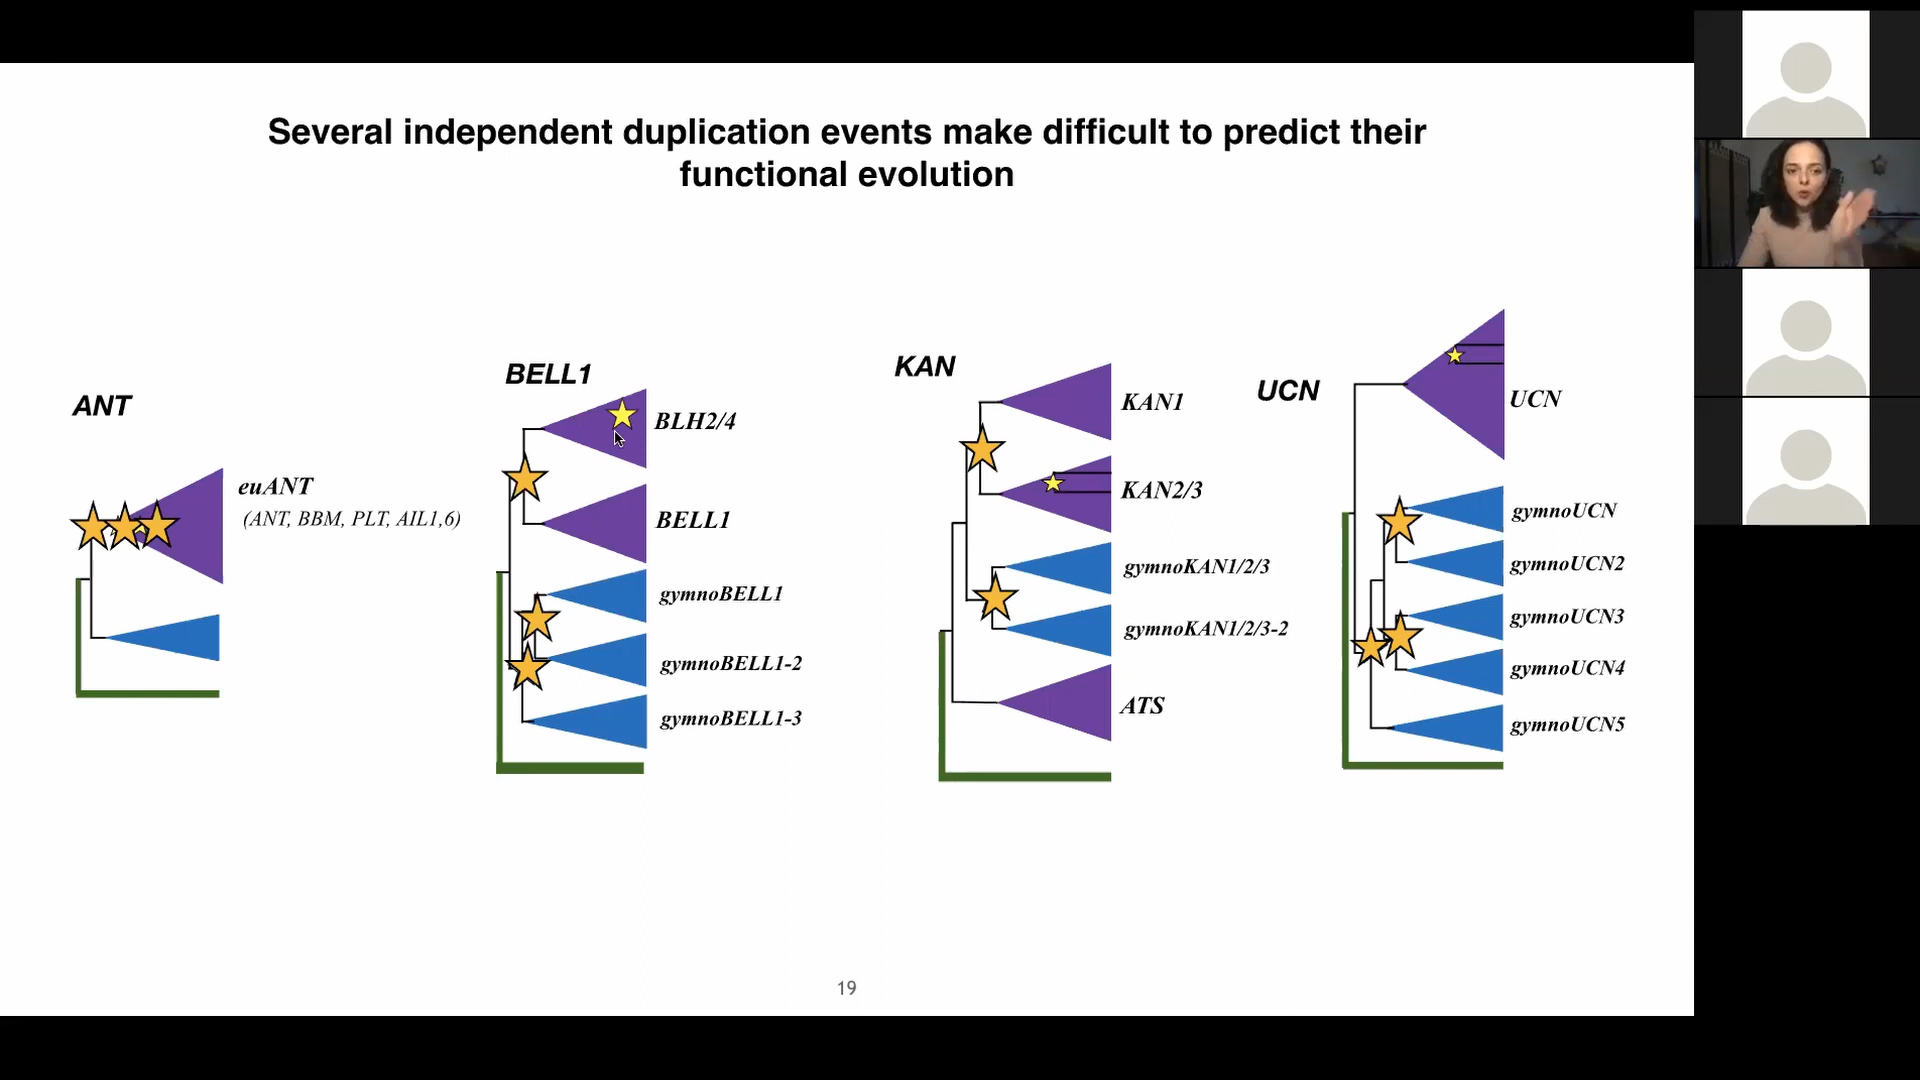 Several independent duplication events make difficult to predict their
functional evolution
ANT
euANT
(ANT, BBM, PLT, AIL1,6)
BELL1
BLH2/4
BELL1
gymnoBELL1
gymnoBELL1-2
gymnoBELL1-3
KAN
KAN1
KAN2/3
gymnoKAN1/2/3
gymnoKAN1/2/3-2
ATS
UCN
UCN
gymnoUCN
gymnoUCN2
gymnoUCN3
gymnoUCN4
gymnoUCN5
19